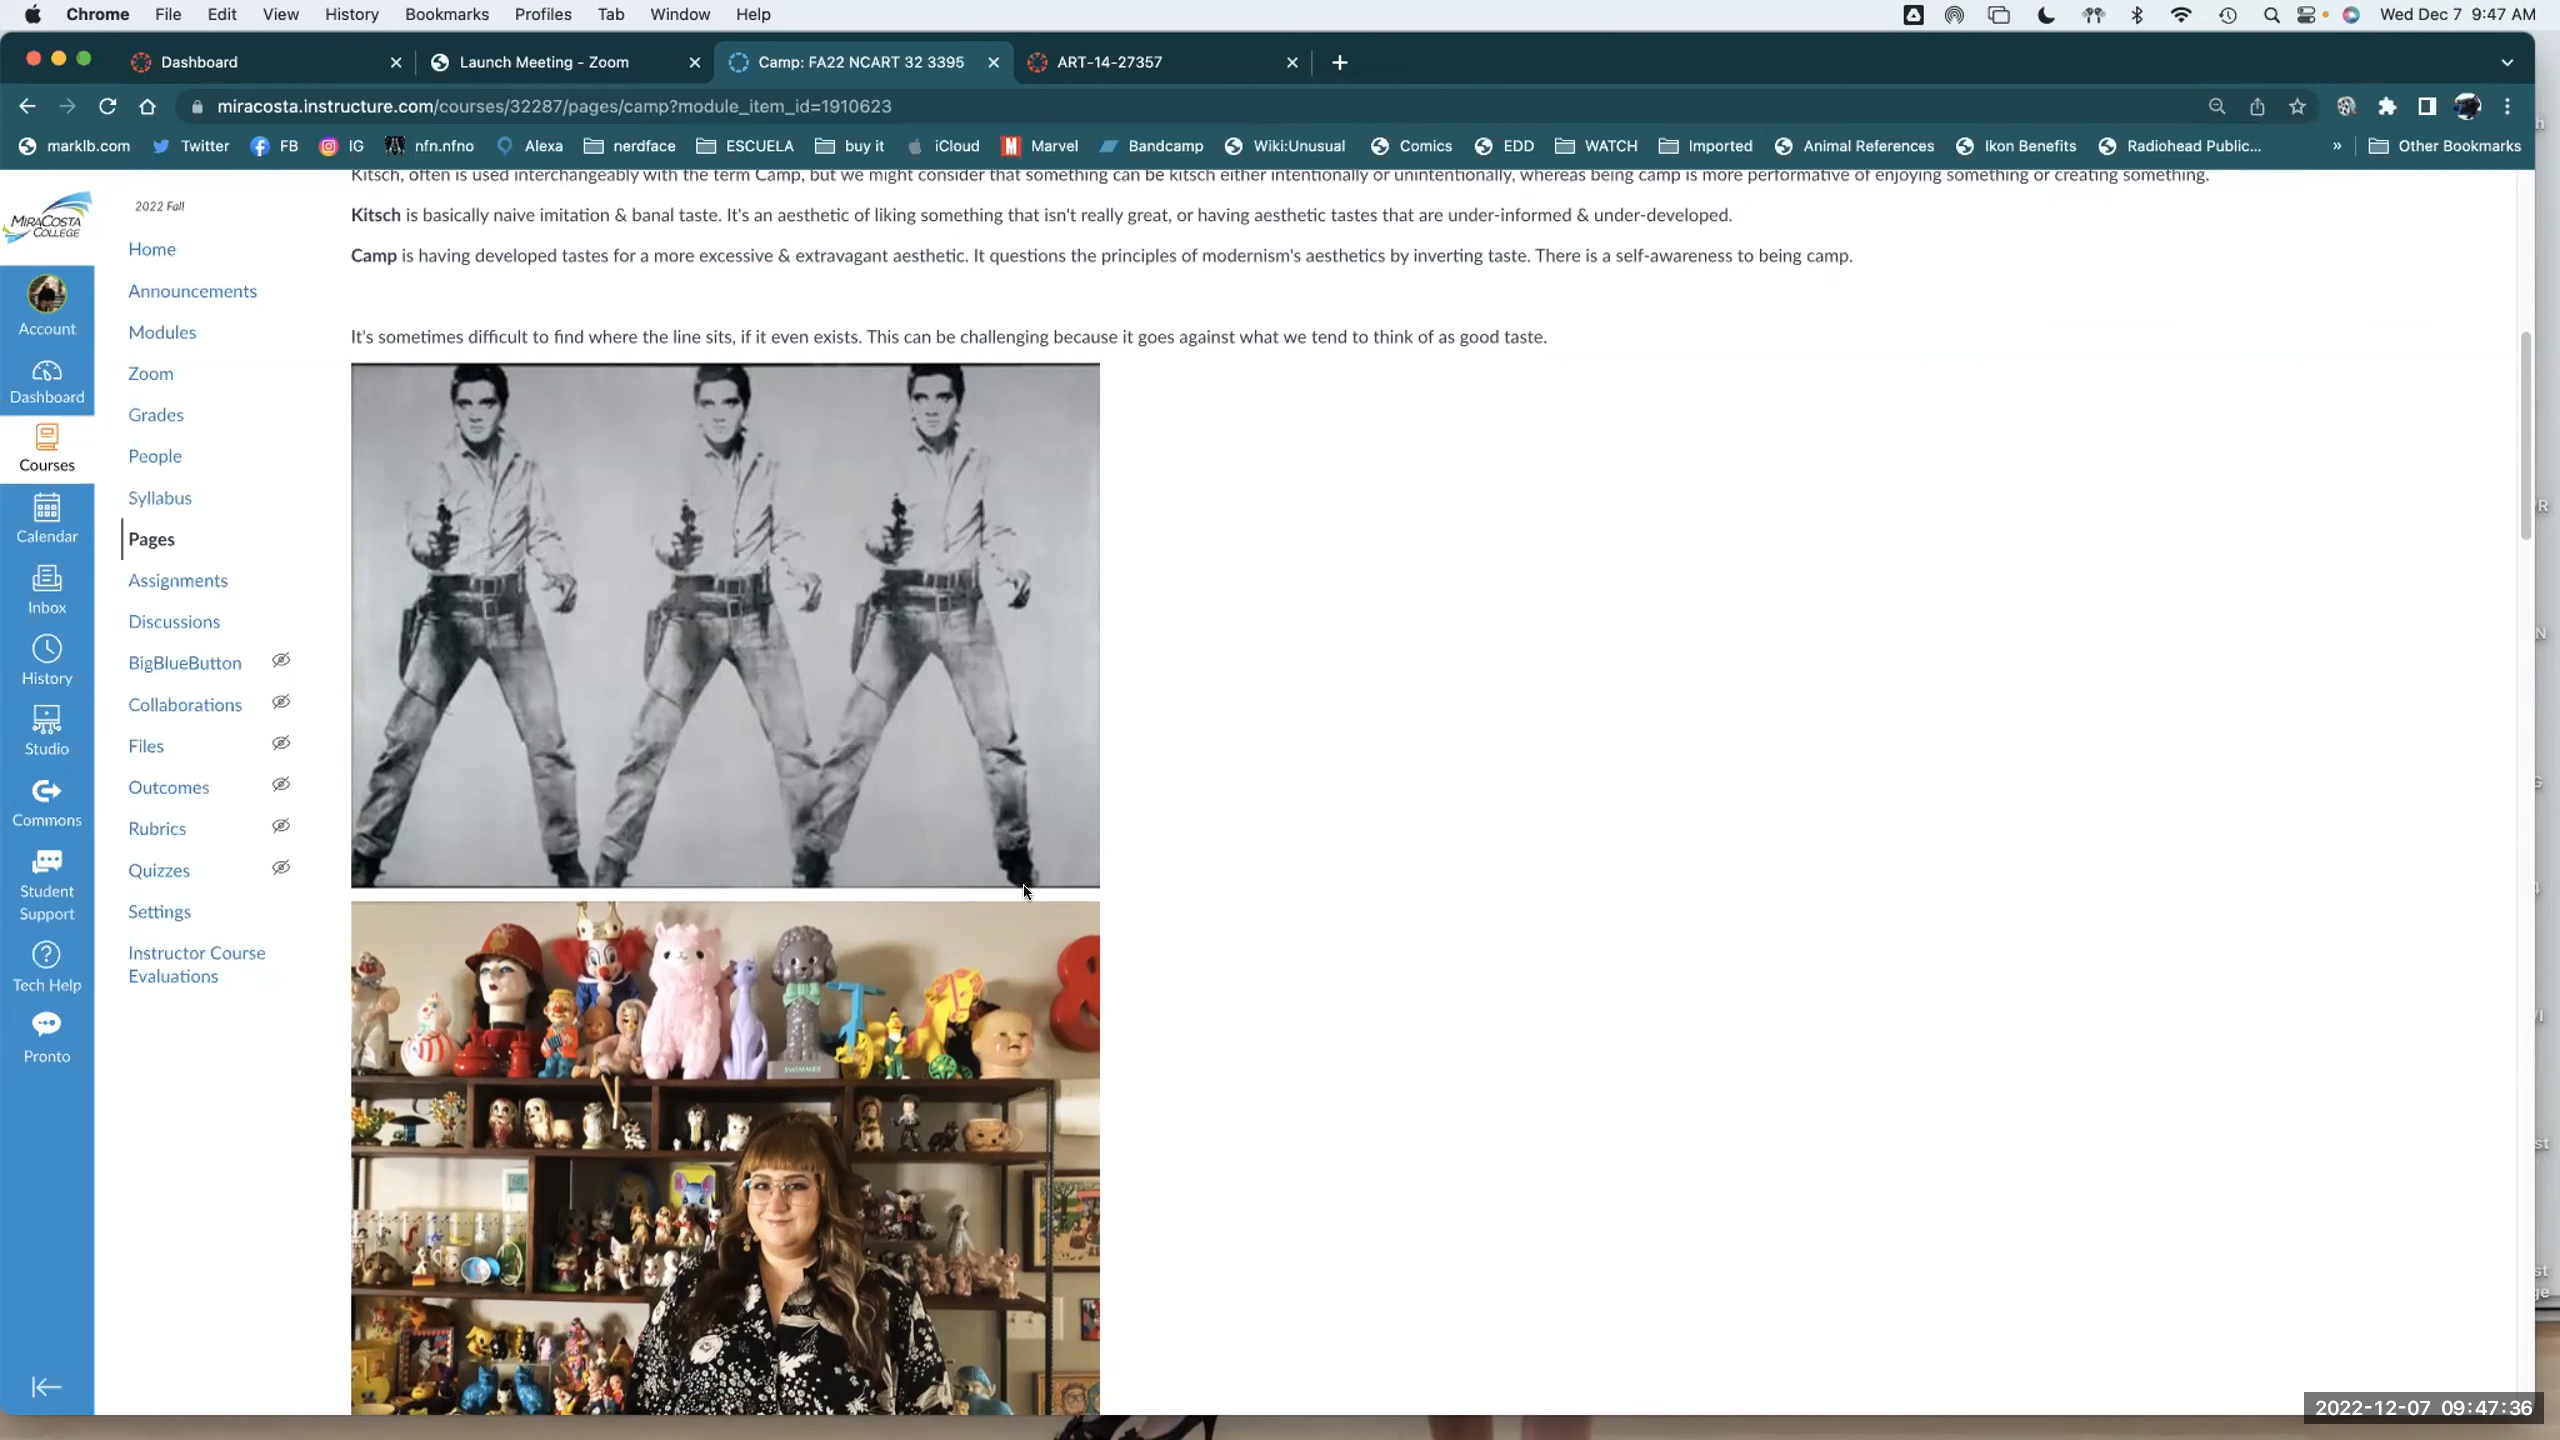 Chrome File Edit View History Bookmarks Profiles Tab Window Help Wed Dec 7 9:47 AM
Dashboard Launch Meeting - Zoom Camp: FA22 NCART 32 3395 ART-14-27357
miracosta.instructure.com/courses/32287/pages/camp?module_item_id=1910623
marklb.com Twitter FB IG nfn.nfno Alexa nerdface ESCUELA buy it iCloud Marvel Bandcamp Wiki:Unusual Comics EDD WATCH Imported Animal References Ikon Benefits Radiohead Public... » Other Bookmarks
MIRACOSTA
COLLEGE
Account
Dashboard
Courses
Calendar
Inbox
History
Studio
Commons
Student
Support
Tech Help
Pronto
2022 Fall
Home
Announcements
Modules
Zoom
Grades
People
Syllabus
Pages
Assignments
Discussions
BigBlueButton
Collaborations
Files
Outcomes
Rubrics
Quizzes
Settings
Instructor Course
Evaluations
Kitsch, often is used interchangeably with the term Camp, but we might consider that something can be kitsch either intentionally or unintentionally, whereas being camp is more performative of enjoying something or creating something.
Kitsch is basically naive imitation & banal taste. It's an aesthetic of liking something that isn't really great, or having aesthetic tastes that are under-informed & under-developed.
Camp is having developed tastes for a more excessive & extravagant aesthetic. It questions the principles of modernism's aesthetics by inverting taste. There is a self-awareness to being camp.
It's sometimes difficult to find where the line sits, if it even exists. This can be challenging because it goes against what we tend to think of as good taste.
SWIMMER
2022-12-07 09:47:36